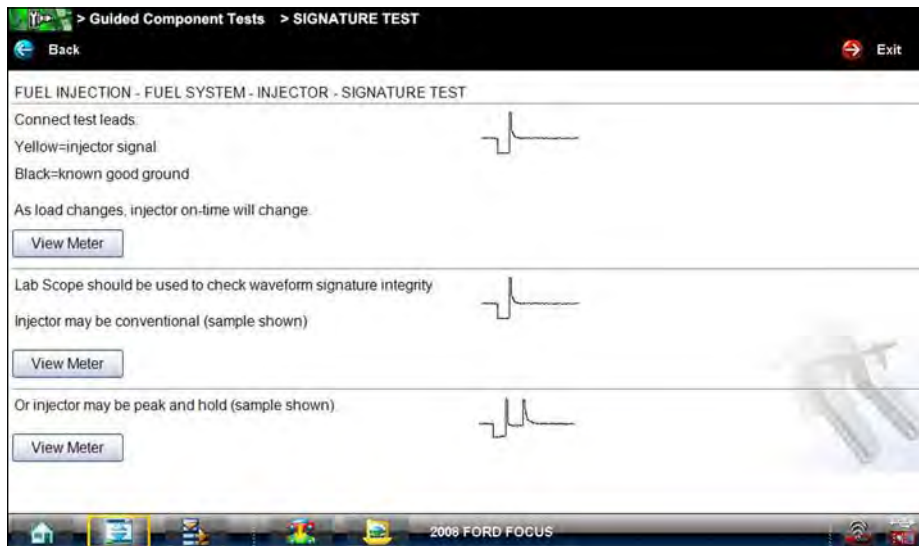 > Guided Component Tests > SIGNATURE TEST
Back
Exit
FUEL INJECTION - FUEL SYSTEM - INJECTOR - SIGNATURE TEST
Connect test leads:
Yellow=injector signal
Black=known good ground
As load changes, injector on-time will change.
View Meter
Lab Scope should be used to check waveform signature integrity
Injector may be conventional (sample shown)
View Meter
Or injector may be peak and hold (sample shown)
View Meter
2008 FORD FOCUS